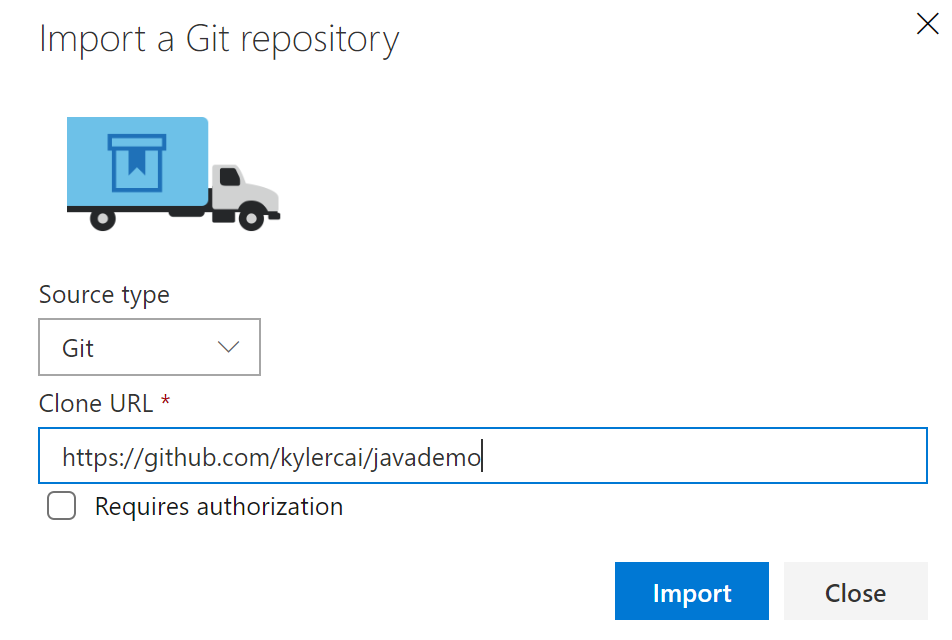 Import a Git repository
Source type
Git
Clone URL *
https://github.com/kylercai/javademo
Requires authorization
Import Close